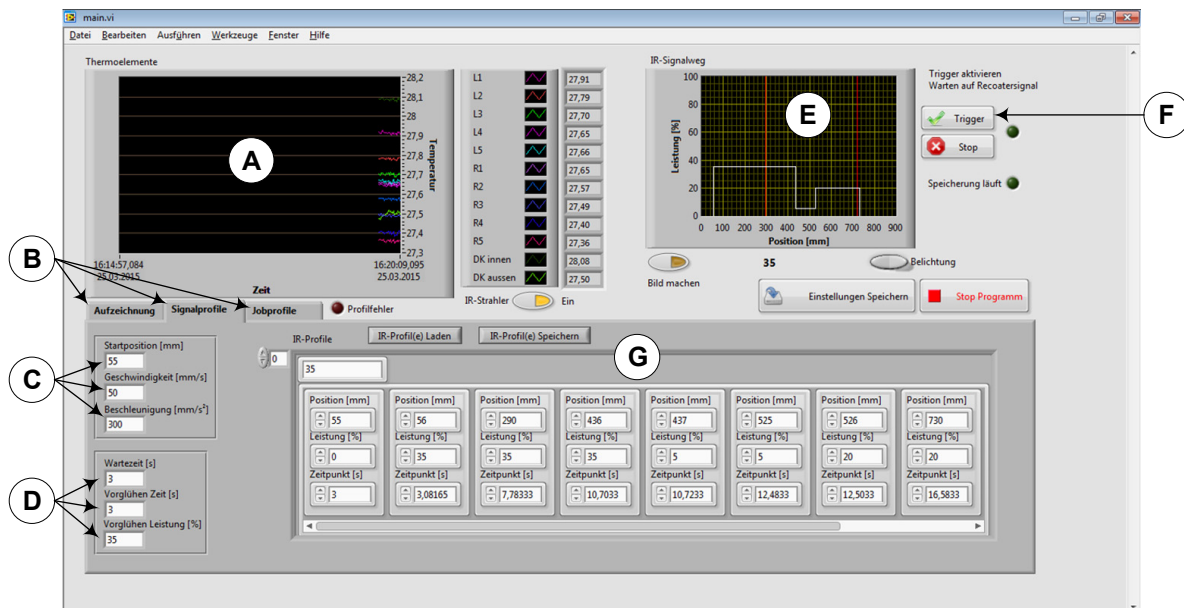 main.vi
Datei Bearbeiten Ausführen Werkzeuge Fenster Hilfe
Thermoelemente
28,2
28,1
28
27,9
27,8
27,7
27,6
27,5
27,4
27,3
Temperatur
16:14:57,084
25.03.2015
16:20:09,095
25.03.2015
Zeit
A
L1 27,91
L2 27,79
L3 27,70
L4 27,65
L5 27,66
R1 27,65
R2 27,57
R3 27,49
R4 27,40
R5 27,36
DK innen 28,08
DK aussen 27,50
IR-Strahler Ein
IR-Signalweg
Leistung [%]
100
80
60
40
20
0
0 100 200 300 400 500 600 700 800 900
Position [mm]
E
35
Bild machen
Belichtung
Trigger aktivieren
Warten auf Recoatersignal
Trigger
F
Stop
Speicherung läuft
Einstellungen Speichern
Stop Programm
B
Aufzeichnung Signalprofile Jobprofile Profilfehler
C
Startposition [mm]
55
Geschwindigkeit [mm/s]
50
Beschleunigung [mm/s²]
300
D
Wartezeit [s]
3
Vorglühen Zeit [s]
3
Vorglühen Leistung [%]
35
IR-Profile IR-Profil(e) Laden IR-Profil(e) Speichern
G
0
35
Position [mm] Position [mm] Position [mm] Position [mm] Position [mm] Position [mm] Position [mm] Position [mm]
55 56 290 436 437 525 526 730
Leistung [%] Leistung [%] Leistung [%] Leistung [%] Leistung [%] Leistung [%] Leistung [%] Leistung [%]
0 35 35 35 5 5 20 20
Zeitpunkt [s] Zeitpunkt [s] Zeitpunkt [s] Zeitpunkt [s] Zeitpunkt [s] Zeitpunkt [s] Zeitpunkt [s] Zeitpunkt [s]
3 3,08165 7,78333 10,7033 10,7233 12,4833 12,5033 16,5833